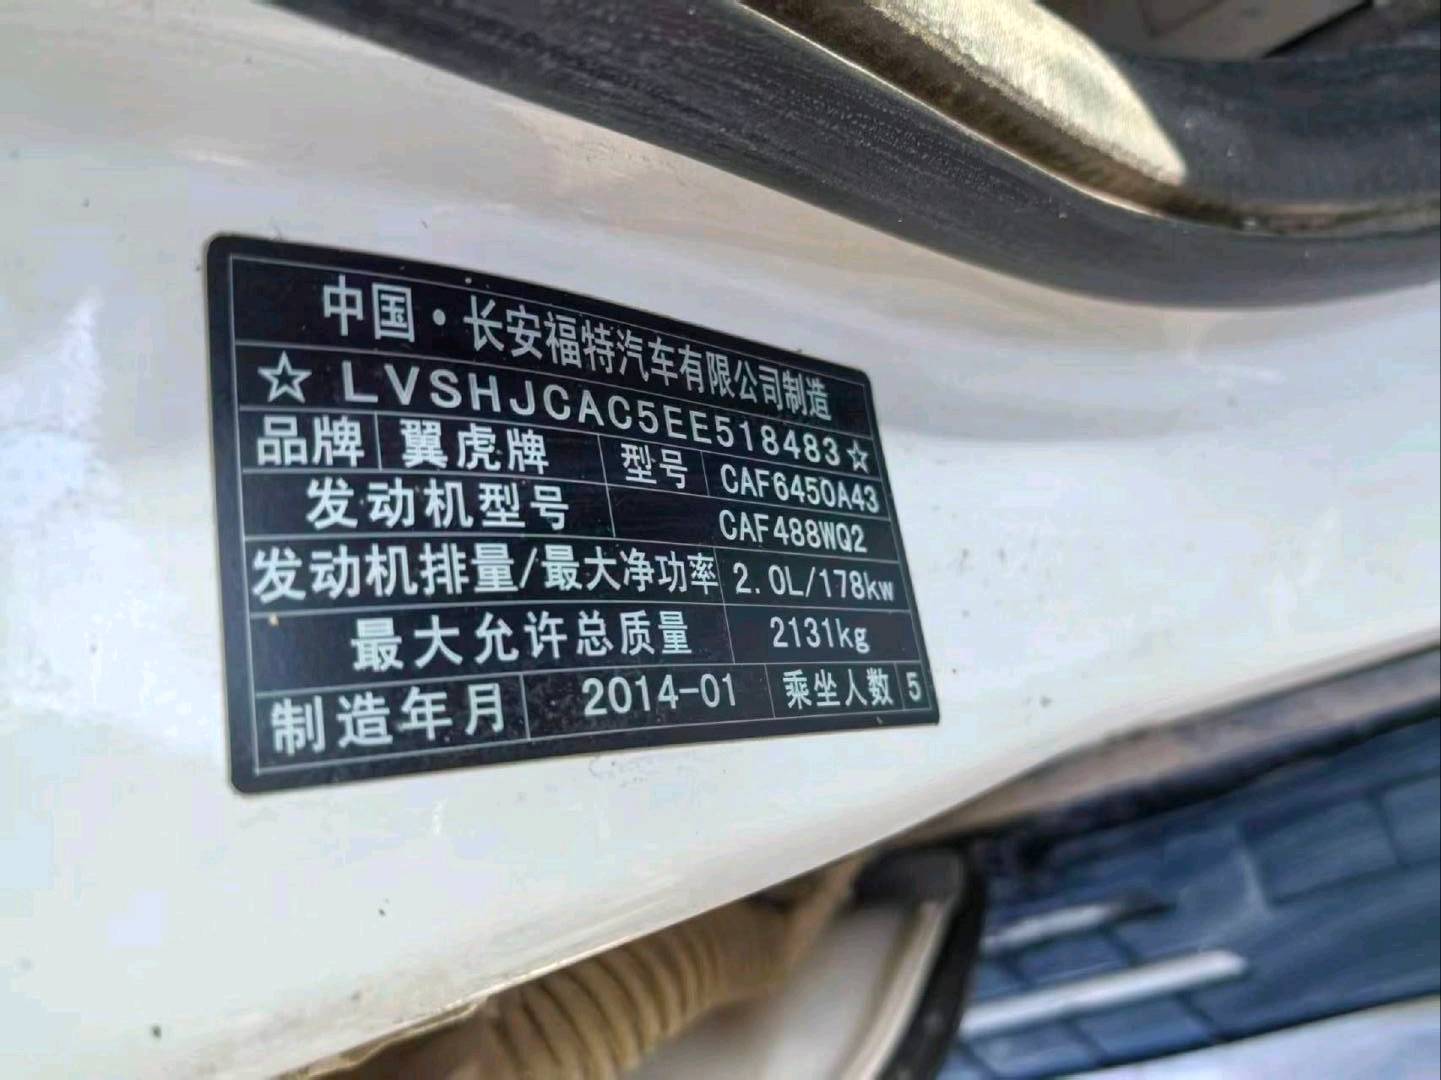 中国·长安福特汽车有限公司制造
☆LVSHJCAC5EE518483☆
品牌 翼虎牌 型号 CAF6450A43
发动机型号 CAF488WQ2
发动机排量/最大净功率 2.0L/178kw
最大允许总质量 2131kg
制造年月 2014-01 乘坐人数 5